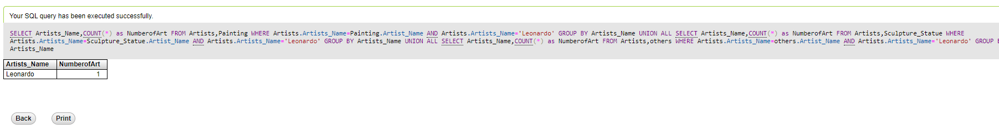 Your SQL query has been executed successfully.
SELECT Artists_Name,COUNT(*) as NumberofArt FROM Artists,Painting WHERE Artists.Artists_Name=Painting.Artist_Name AND Artists.Artists_Name='Leonardo' GROUP BY Artists_Name UNION ALL SELECT Artists_Name,COUNT(*) as NumberofArt FROM Artists,Sculpture_Statue WHERE
Artists.Artists_Name=Sculpture_Statue.Artist_Name AND Artists.Artists_Name='Leonardo' GROUP BY Artists_Name UNION ALL SELECT Artists_Name,COUNT(*) as NumberofArt FROM Artists,others WHERE Artists.Artists_Name=others.Artist_Name AND Artists.Artists_Name='Leonardo' GROUP
Artists_Name
Artists_Name NumberofArt
Leonardo 1
Back Print